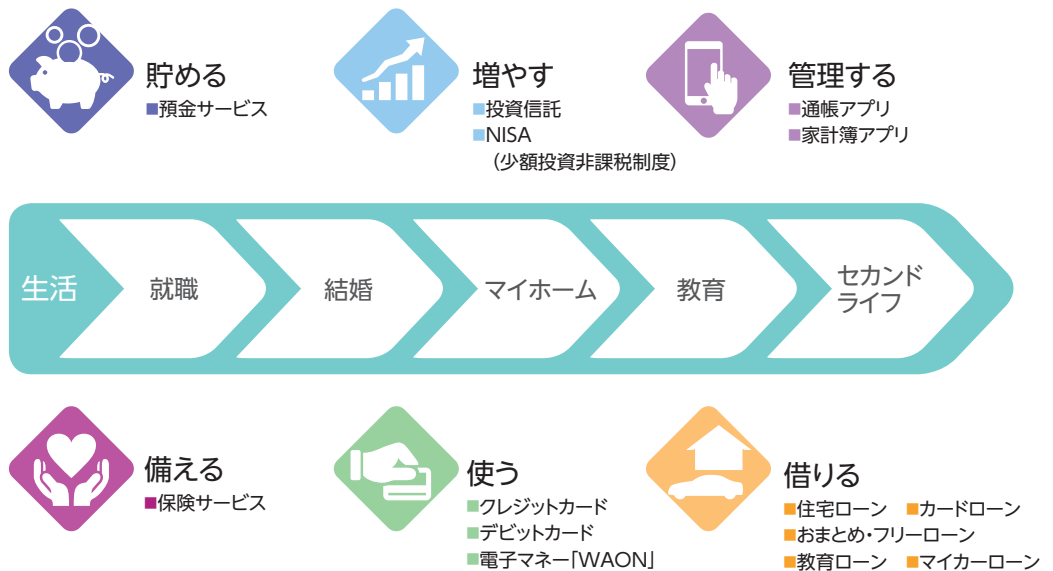 貯める
■預金サービス
増やす
■投資信託
■NISA
(少額投資非課税制度)
管理する
■通帳アプリ
■家計簿アプリ
生活
就職
結婚
マイホーム
教育
セカンド
ライフ
備える
■保険サービス
使う
■クレジットカード
■デビットカード
■電子マネー「WAON」
借りる
■住宅ローン ■カードローン
■おまとめ・フリーローン
■教育ローン ■マイカーローン